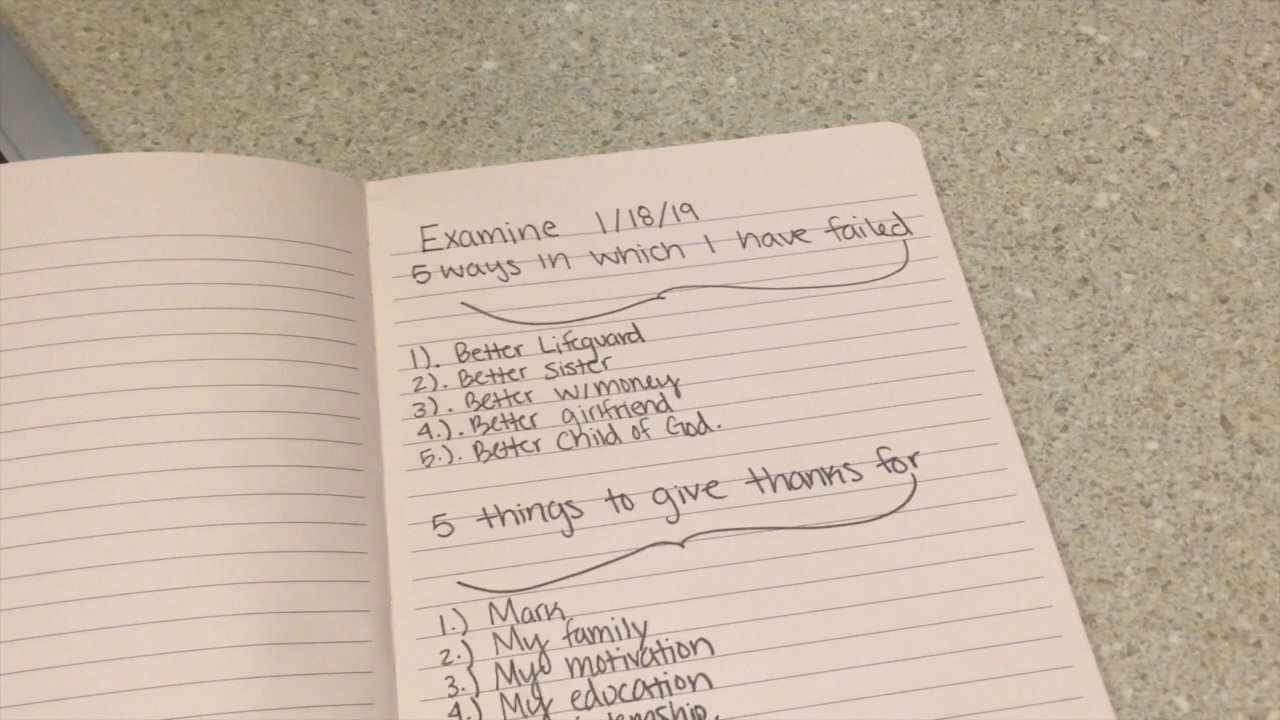 Examine 1/18/19
5 ways in which I have failed
1). Better Lifeguard
2). Better Sister
3). Better w/money
4.). Better girlfriend
5.). Better Child of God.
5 things to give thanks for
1.) Mark
2.) My family
3.) My motivation
4.) My education
internship.